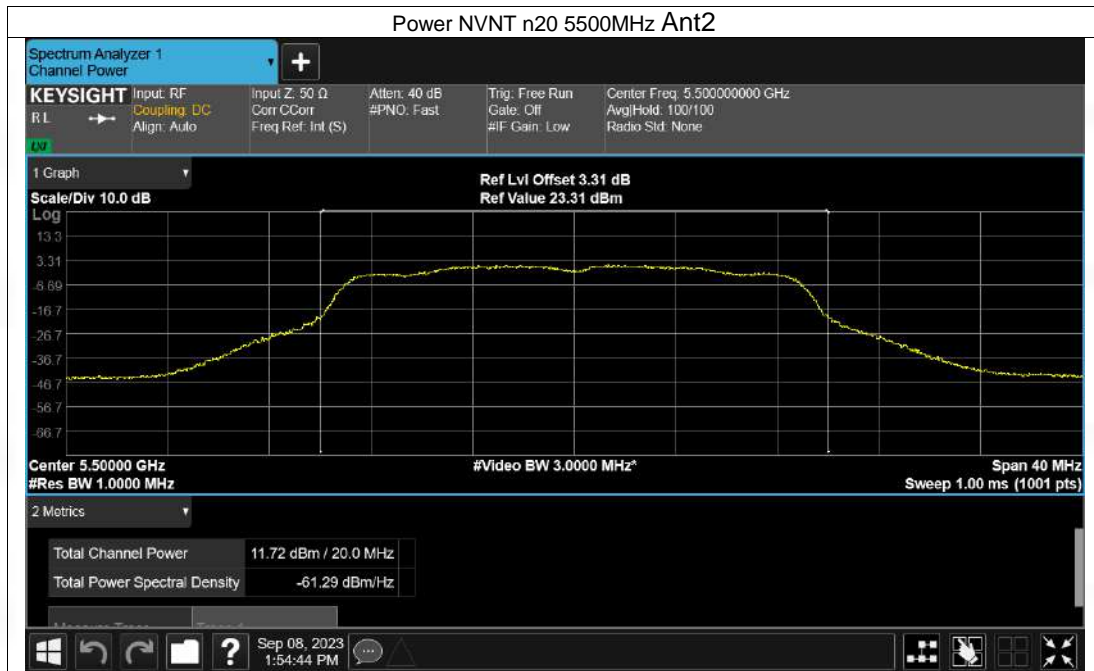 Power NVNT n20 5500MHz Ant2
Spectrum Analyzer 1
Channel Power
KEYSIGHT
R L
LXI
Input: RF
Coupling: DC
Align: Auto
Input Z: 50 Ω
Corr CCorr
Freq Ref: Int (S)
Atten: 40 dB
#PNO: Fast
Trig: Free Run
Gate: Off
#IF Gain: Low
Center Freq: 5.500000000 GHz
Avg|Hold: 100/100
Radio Std: None
1 Graph
Scale/Div 10.0 dB
Ref Lvl Offset 3.31 dB
Ref Value 23.31 dBm
Log
13.3
3.31
-6.69
-16.7
-26.7
-36.7
-46.7
-56.7
-66.7
Center 5.50000 GHz
#Video BW 3.0000 MHz*
Span 40 MHz
#Res BW 1.0000 MHz
Sweep 1.00 ms (1001 pts)
2 Metrics
Total Channel Power 11.72 dBm / 20.0 MHz
Total Power Spectral Density -61.29 dBm/Hz
Sep 08, 2023
1:54:44 PM